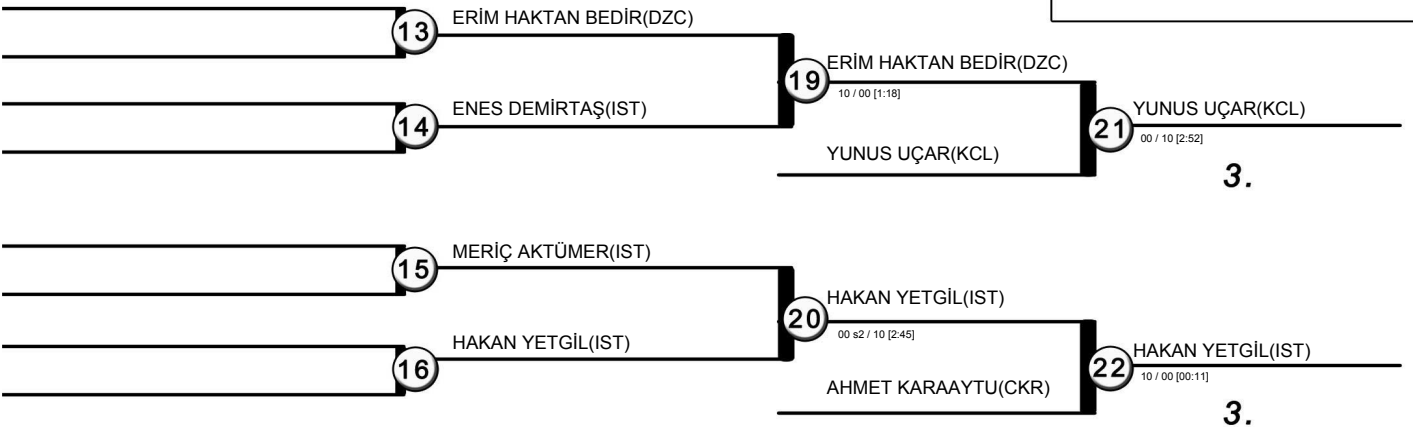 13
ERİM HAKTAN BEDİR(DZC)
19
ERİM HAKTAN BEDİR(DZC)
10 / 00 [1:18]
14
ENES DEMİRTAŞ(IST)
21
YUNUS UÇAR(KCL)
00 / 10 [2:52]
YUNUS UÇAR(KCL)
3.
15
MERİÇ AKTÜMER(IST)
20
HAKAN YETGİL(IST)
00 s2 / 10 [2:45]
16
HAKAN YETGİL(IST)
22
HAKAN YETGİL(IST)
10 / 00 [00:11]
AHMET KARAAYTU(CKR)
3.